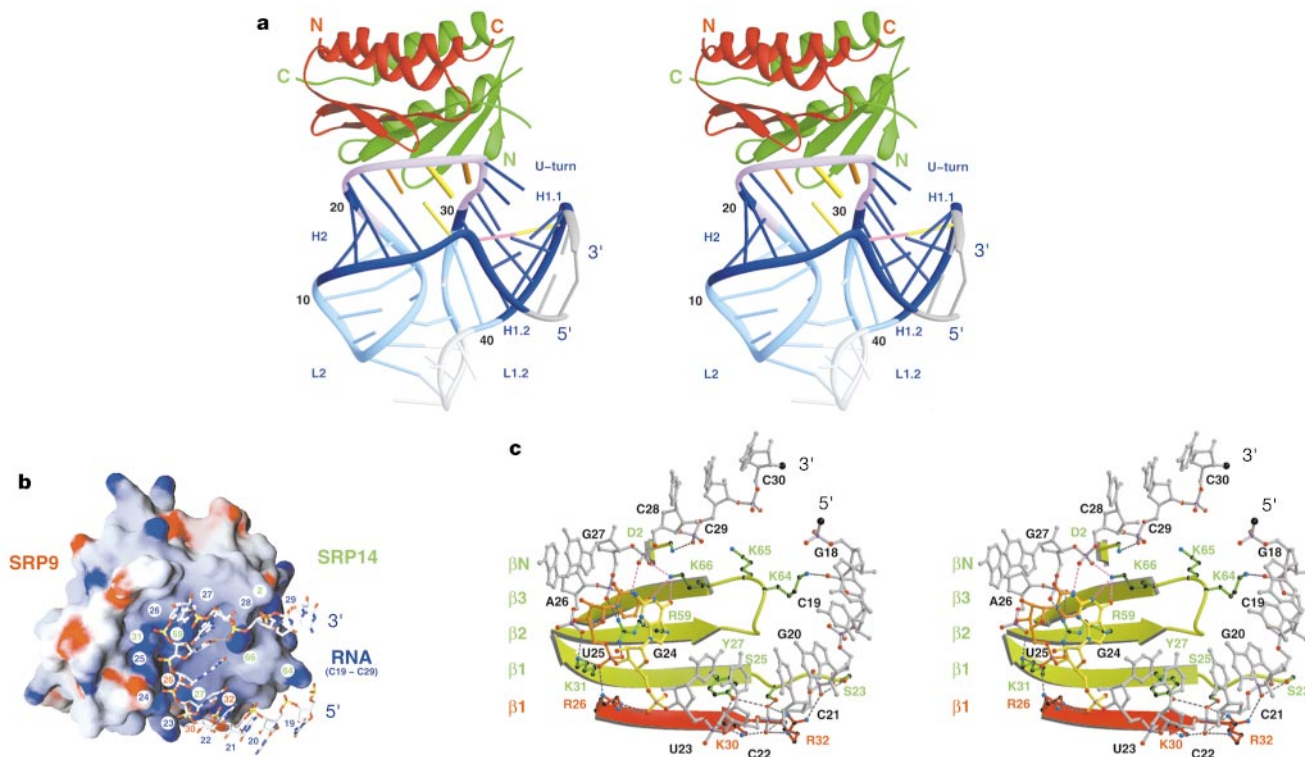 a
N C
C
N
U-turn
H1.1
20
30
H2
3'
10
5'
H1.2
40
L2
L1.2
N C
C
N
U-turn
H1.1
20
30
H2
3'
10
5'
H1.2
40
L2
L1.2
b
SRP9
SRP14
27
26
28
2
29
3'
31
59
RNA
(C19 – C29)
25
66
64
26
24
27
32
23
30
22
21
20
19
5'
c
3'
C30
5'
C28
D2
C29
G27
K65
G18
βN
K66
K64
β3
A26
R59
C19
β2
Y27
G20
U25
G24
S25
β1
K31
S23
R26
β1
C21
U23
K30
C22
R32
3'
C30
5'
C28
D2
C29
G27
K65
G18
βN
K66
K64
β3
A26
R59
C19
β2
Y27
G20
U25
G24
S25
β1
K31
S23
R26
β1
C21
U23
K30
C22
R32